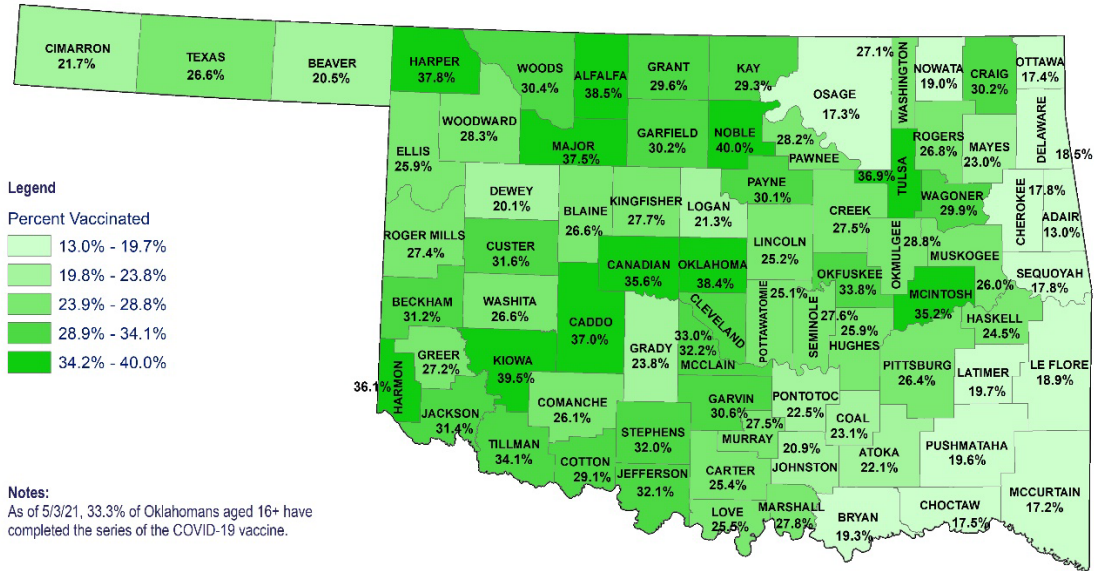 CIMARRON
21.7%
TEXAS
26.6%
BEAVER
20.5%
HARPER
37.8%
WOODS
30.4%
ALFALFA
38.5%
GRANT
29.6%
KAY
29.3%
OSAGE
17.3%
27.1%
WASHINGTON
NOWATA
19.0%
CRAIG
30.2%
OTTAWA
17.4%
DELAWARE
18.5%
WOODWARD
28.3%
ELLIS
25.9%
MAJOR
37.5%
GARFIELD
30.2%
NOBLE
40.0%
28.2%
PAWNEE
36.9%
TULSA
ROGERS
26.8%
MAYES
23.0%
DEWEY
20.1%
BLAINE
26.6%
KINGFISHER
27.7%
LOGAN
21.3%
PAYNE
30.1%
CREEK
27.5%
WAGONER
29.9%
CHEROKEE
17.8%
ADAIR
13.0%
ROGER MILLS
27.4%
CUSTER
31.6%
CANADIAN
35.6%
OKLAHOMA
38.4%
LINCOLN
25.2%
OKFUSKEE
33.8%
OKMULGEE
28.8%
MUSKOGEE
26.0%
SEQUOYAH
17.8%
BECKHAM
31.2%
WASHITA
26.6%
CADDO
37.0%
GRADY
23.8%
CLEVELAND
33.0%
32.2%
MCCLAIN
POTTAWATOMIE
25.1%
SEMINOLE
27.6%
25.9%
HUGHES
MCINTOSH
35.2%
HASKELL
24.5%
PITTSBURG
26.4%
LATIMER
19.7%
LE FLORE
18.9%
GREER
27.2%
KIOWA
39.5%
36.1%
HARMON
JACKSON
31.4%
TILLMAN
34.1%
COMANCHE
26.1%
COTTON
29.1%
STEPHENS
32.0%
JEFFERSON
32.1%
GARVIN
30.6%
27.5%
MURRAY
PONTOTOC
22.5%
COAL
23.1%
CARTER
25.4%
20.9%
JOHNSTON
ATOKA
22.1%
PUSHMATAHA
19.6%
LOVE
25.5%
MARSHALL
27.8%
BRYAN
19.3%
CHOCTAW
17.5%
MCCURTAIN
17.2%
Legend
Percent Vaccinated
13.0% - 19.7%
19.8% - 23.8%
23.9% - 28.8%
28.9% - 34.1%
34.2% - 40.0%
Notes:
As of 5/3/21, 33.3% of Oklahomans aged 16+ have
completed the series of the COVID-19 vaccine.